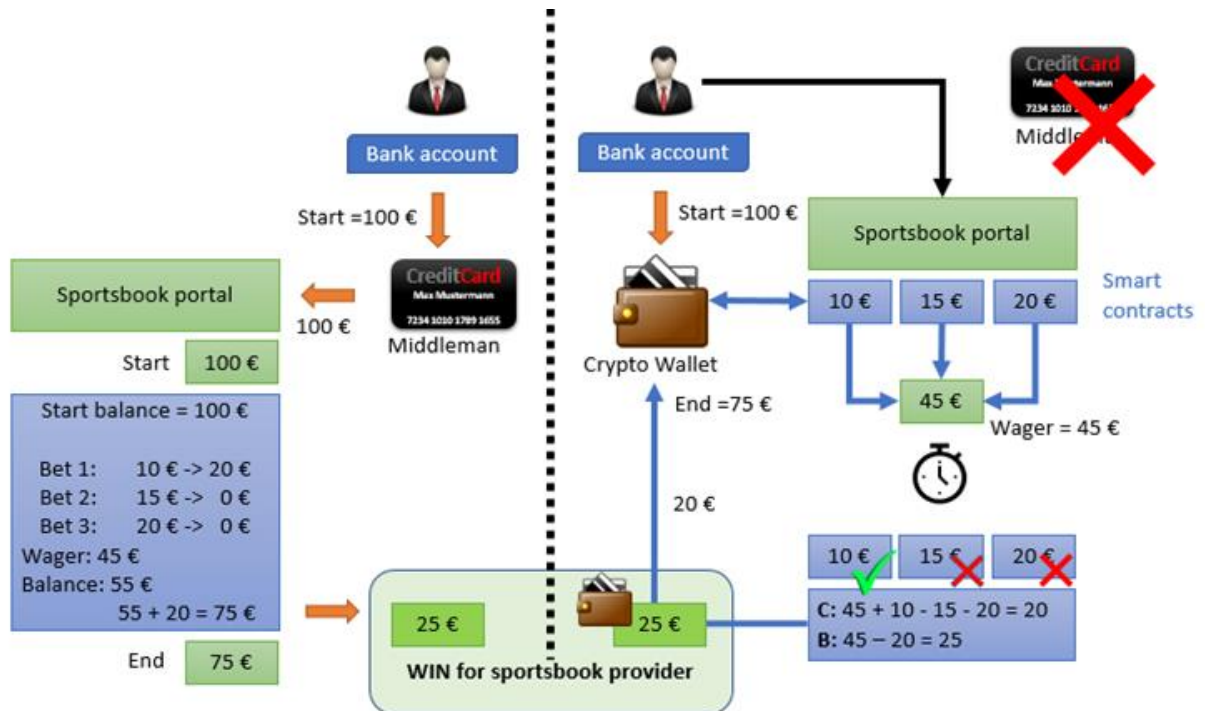 Bank account
Start =100 €
CreditCard
Max Mustermann
7234 1010 1789 1655
Middleman
100 €
Sportsbook portal
Start
100 €
Start balance = 100 €
Bet 1: 10 € -> 20 €
Bet 2: 15 € -> 0 €
Bet 3: 20 € -> 0 €
Wager: 45 €
Balance: 55 €
55 + 20 = 75 €
End
75 €
25 €
WIN for sportsbook provider
25 €
Bank account
Start =100 €
Crypto Wallet
End =75 €
20 €
CreditCard
7234 1010
Sportsbook portal
10 €
15 €
20 €
Smart
contracts
45 €
Wager = 45 €
10 €
15 €
20 €
C: 45 + 10 - 15 - 20 = 20
B: 45 – 20 = 25